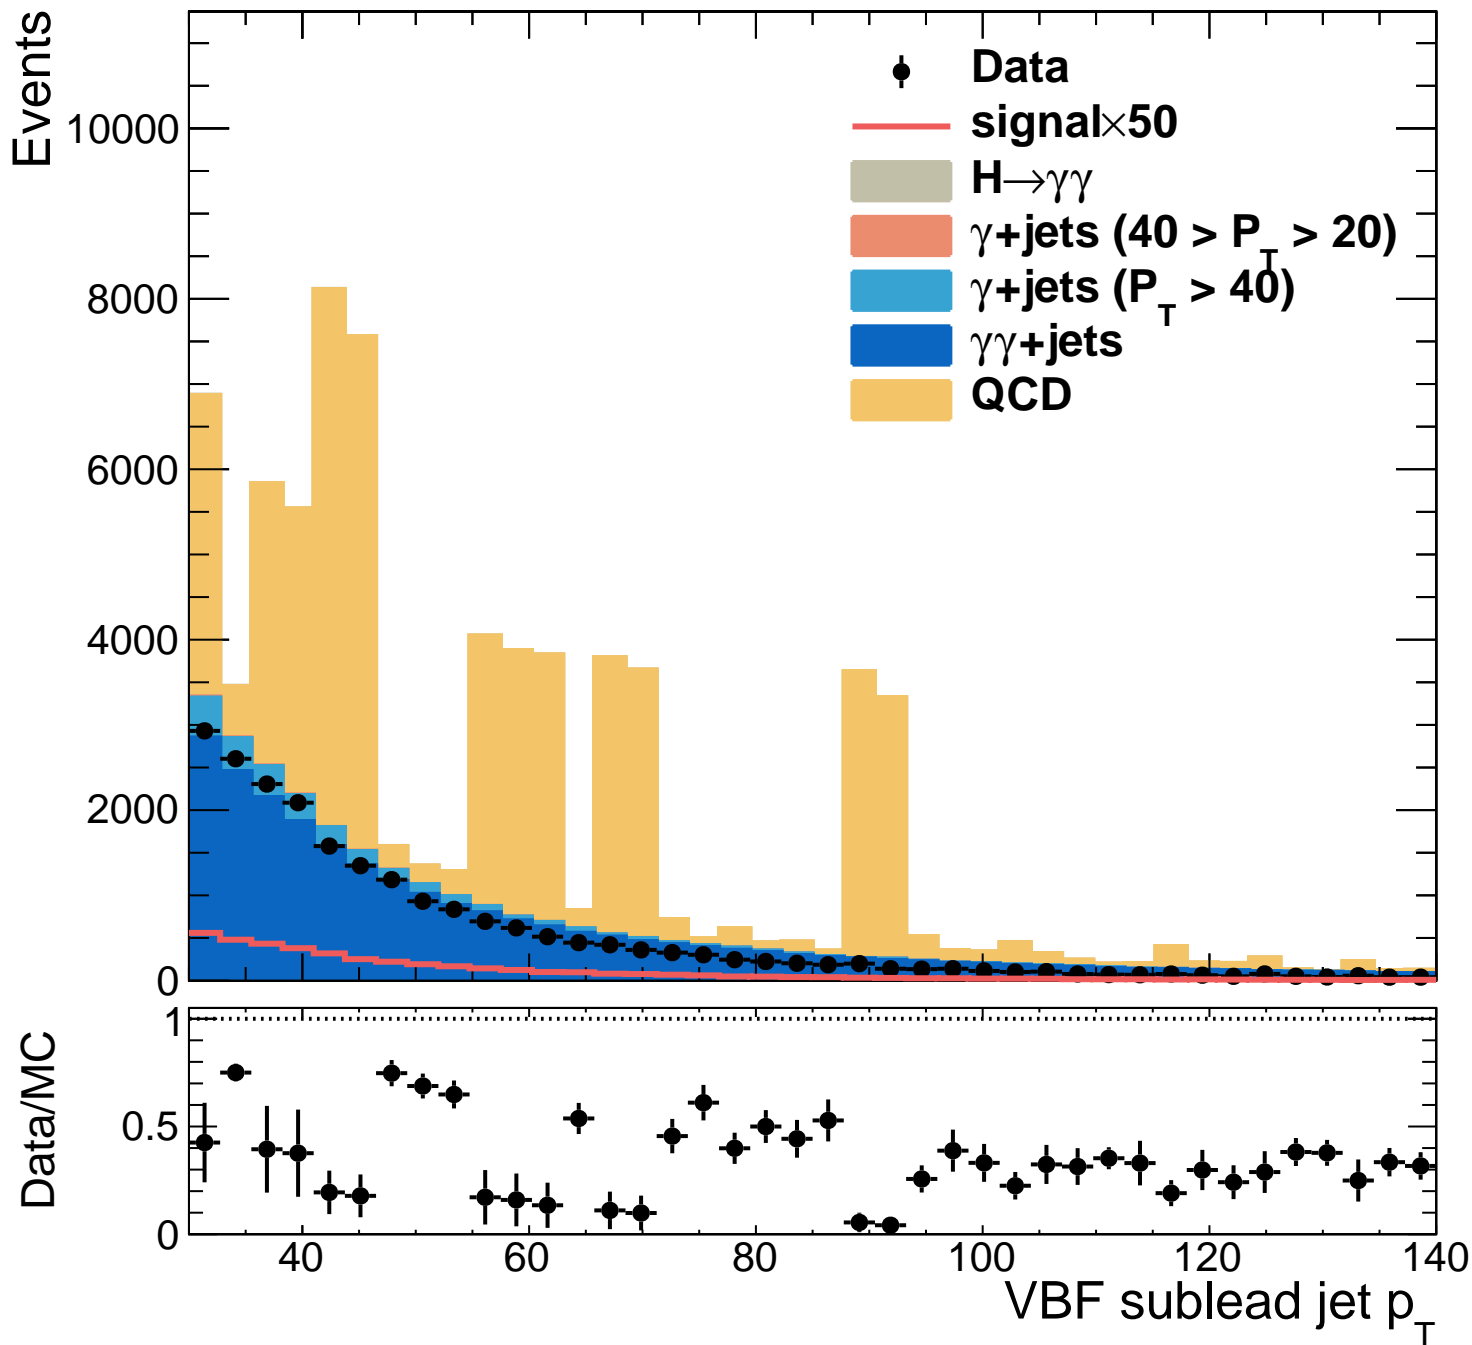 Events
10000
8000
6000
4000
2000
0
Data
signal×50
H→γγ
γ+jets (40 > P_T > 20)
γ+jets (P_T > 40)
γγ+jets
QCD
Data/MC
1
0.5
0
40 60 80 100 120 140
VBF sublead jet p_T